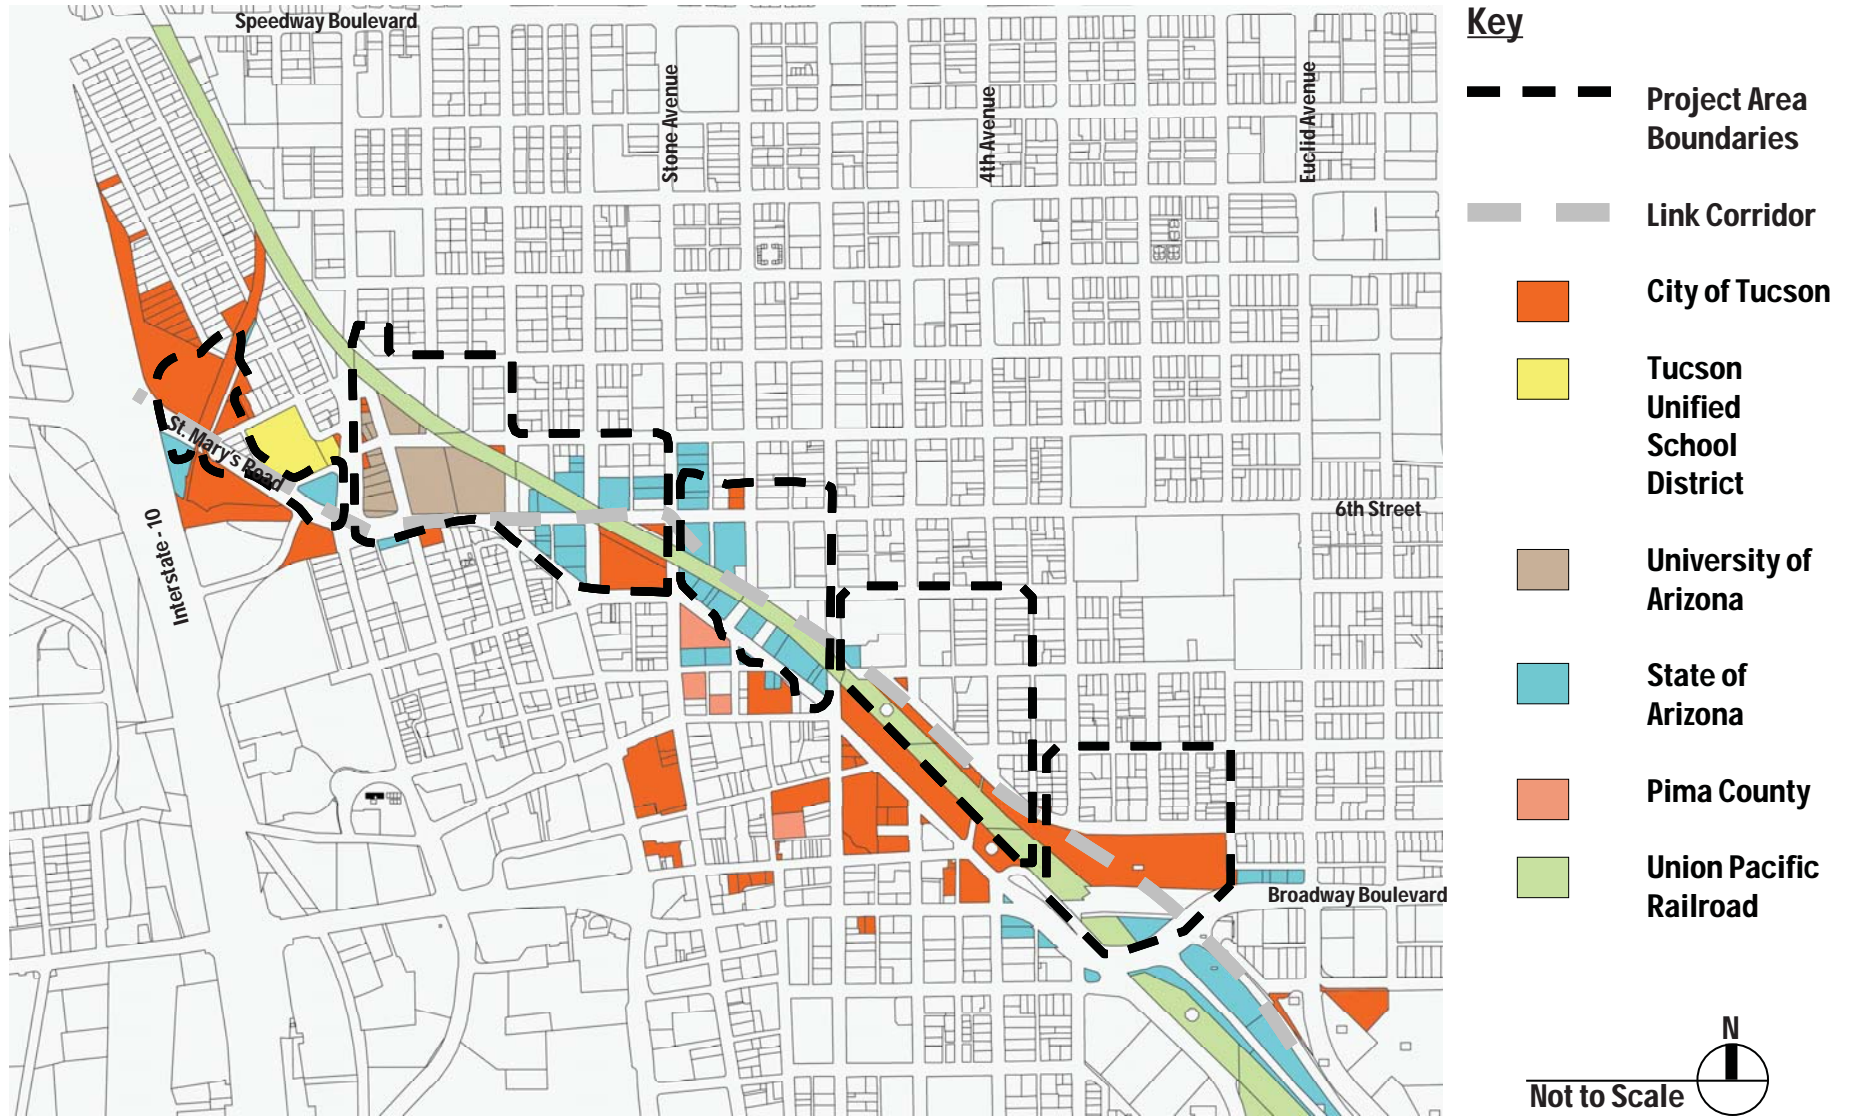 Speedway Boulevard
Stone Avenue
4th Avenue
Euclid Avenue
St. Mary's Road
Interstate - 10
6th Street
Broadway Boulevard
Key
Project Area
Boundaries
Link Corridor
City of Tucson
Tucson
Unified
School
District
University of
Arizona
State of
Arizona
Pima County
Union Pacific
Railroad
N
Not to Scale